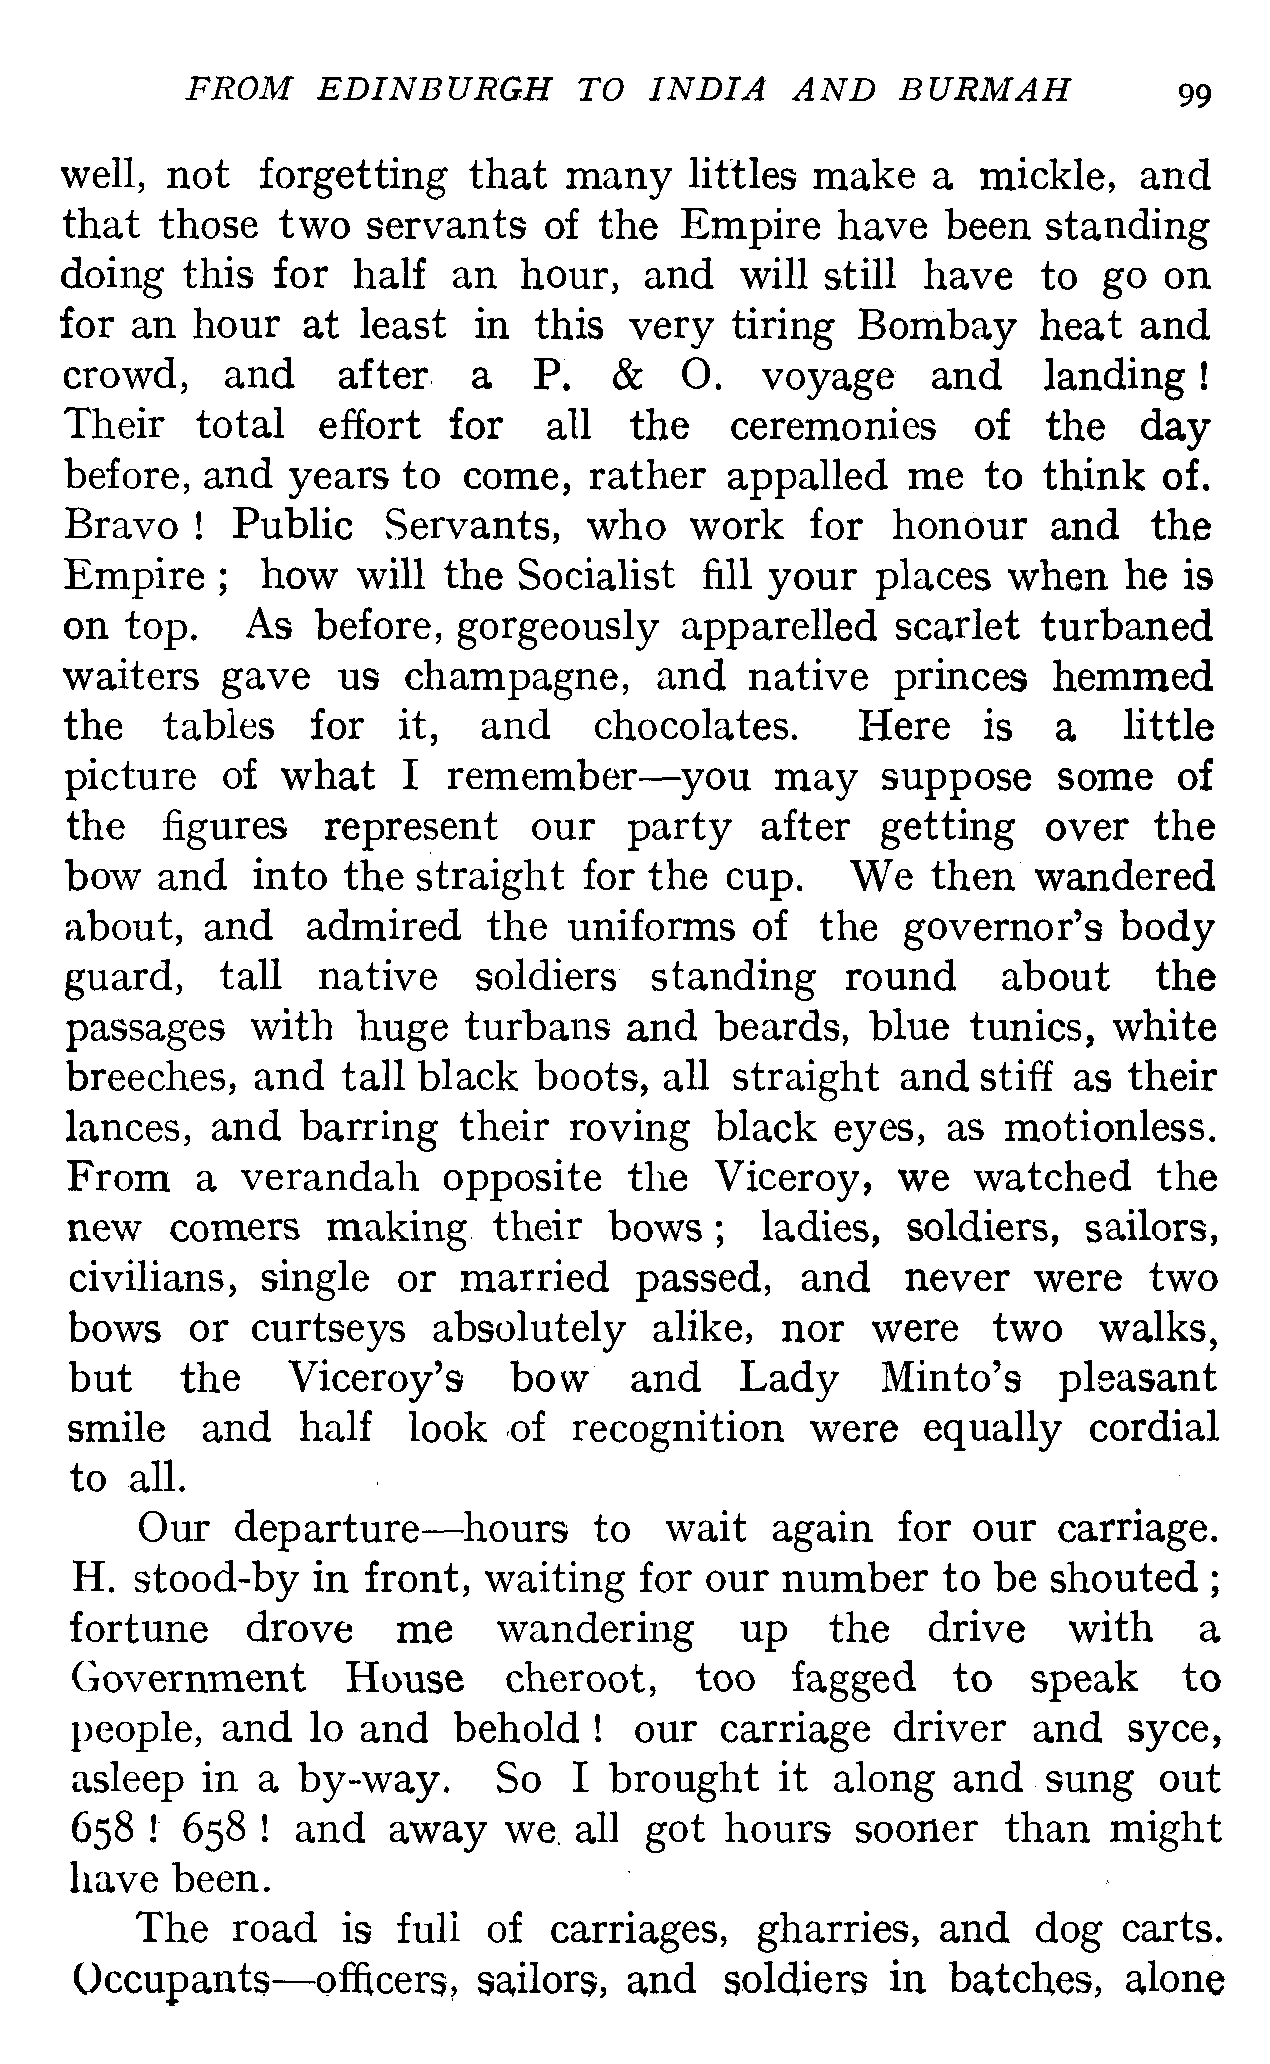 FROM EDINBURGH TO INDIA AND BURMAH 99
well, not forgetting that many littles make a mickle, and
that those two servants of the Empire have been standing
doing this for half an hour, and will still have to go on
for an hour at least in this very tiring Bombay heat and
crowd, and after a P. & O. voyage and landing !
Their total effort for all the ceremonies of the day
before, and years to come, rather appalled me to think of.
Bravo ! Public Servants, who work for honour and the
Empire ; how will the Socialist fill your places when he is
on top. As before, gorgeously apparelled scarlet turbaned
waiters gave us champagne, and native princes hemmed
the tables for it, and chocolates. Here is a little
picture of what I remember—you may suppose some of
the figures represent our party after getting over the
bow and into the straight for the cup. We then wandered
about, and admired the uniforms of the governor's body
guard, tall native soldiers standing round about the
passages with huge turbans and beards, blue tunics, white
breeches, and tall black boots, all straight and stiff as their
lances, and barring their roving black eyes, as motionless.
From a verandah opposite the Viceroy, we watched the
new comers making their bows ; ladies, soldiers, sailors,
civilians, single or married passed, and never were two
bows or curtseys absolutely alike, nor were two walks,
but the Viceroy's bow and Lady Minto's pleasant
smile and half look of recognition were equally cordial
to all.
Our departure—hours to wait again for our carriage.
H. stood-by in front, waiting for our number to be shouted ;
fortune drove me wandering up the drive with a
Government House cheroot, too fagged to speak to
people, and lo and behold ! our carriage driver and syce,
asleep in a by-way. So I brought it along and sung out
658 ! 658 ! and away we all got hours sooner than might
have been.
The road is full of carriages, gharries, and dog carts.
Occupants—officers, sailors, and soldiers in batches, alone